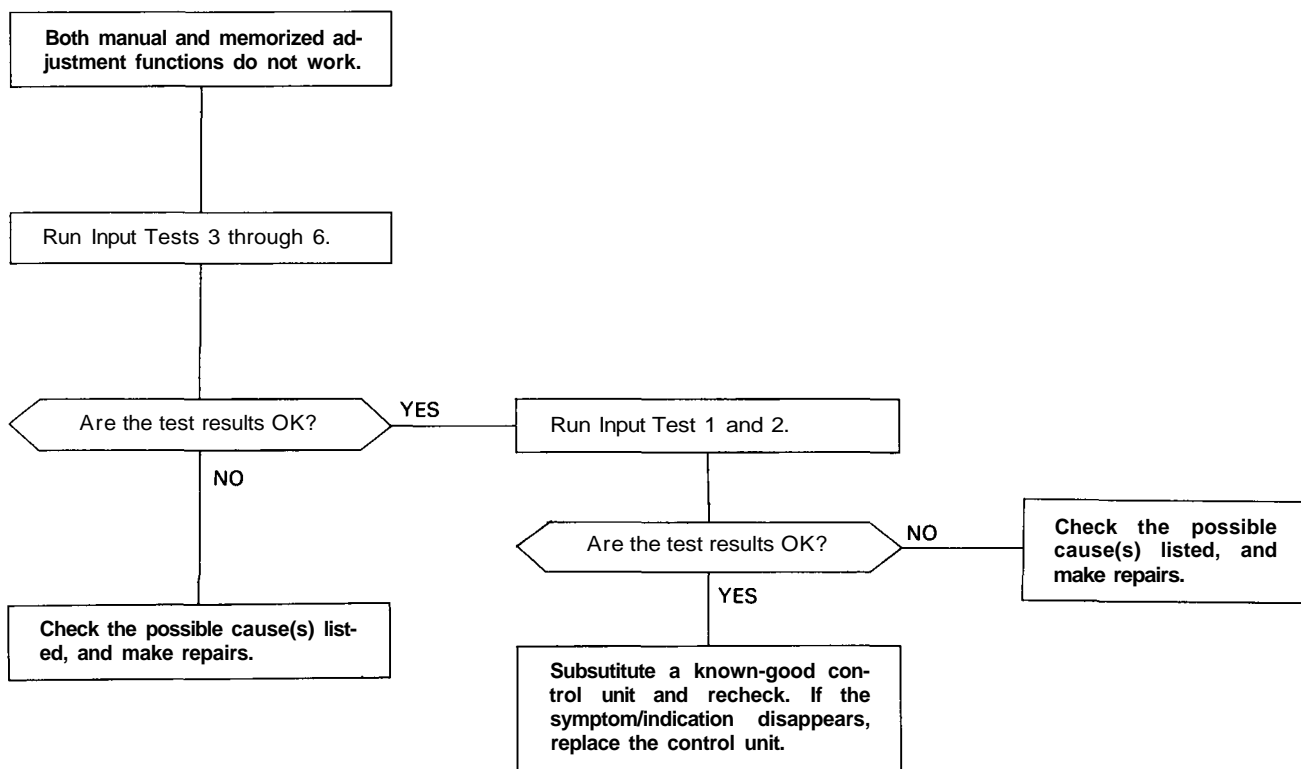 Both manual and memorized ad-
justment functions do not work.
Run Input Tests 3 through 6.
Are the test results OK?
YES
Run Input Test 1 and 2.
NO
Are the test results OK?
NO
Check the possible
cause(s) listed, and
make repairs.
YES
Check the possible cause(s) list-
ed, and make repairs.
Subsutitute a known-good con-
trol unit and recheck. If the
symptom/indication disappears,
replace the control unit.